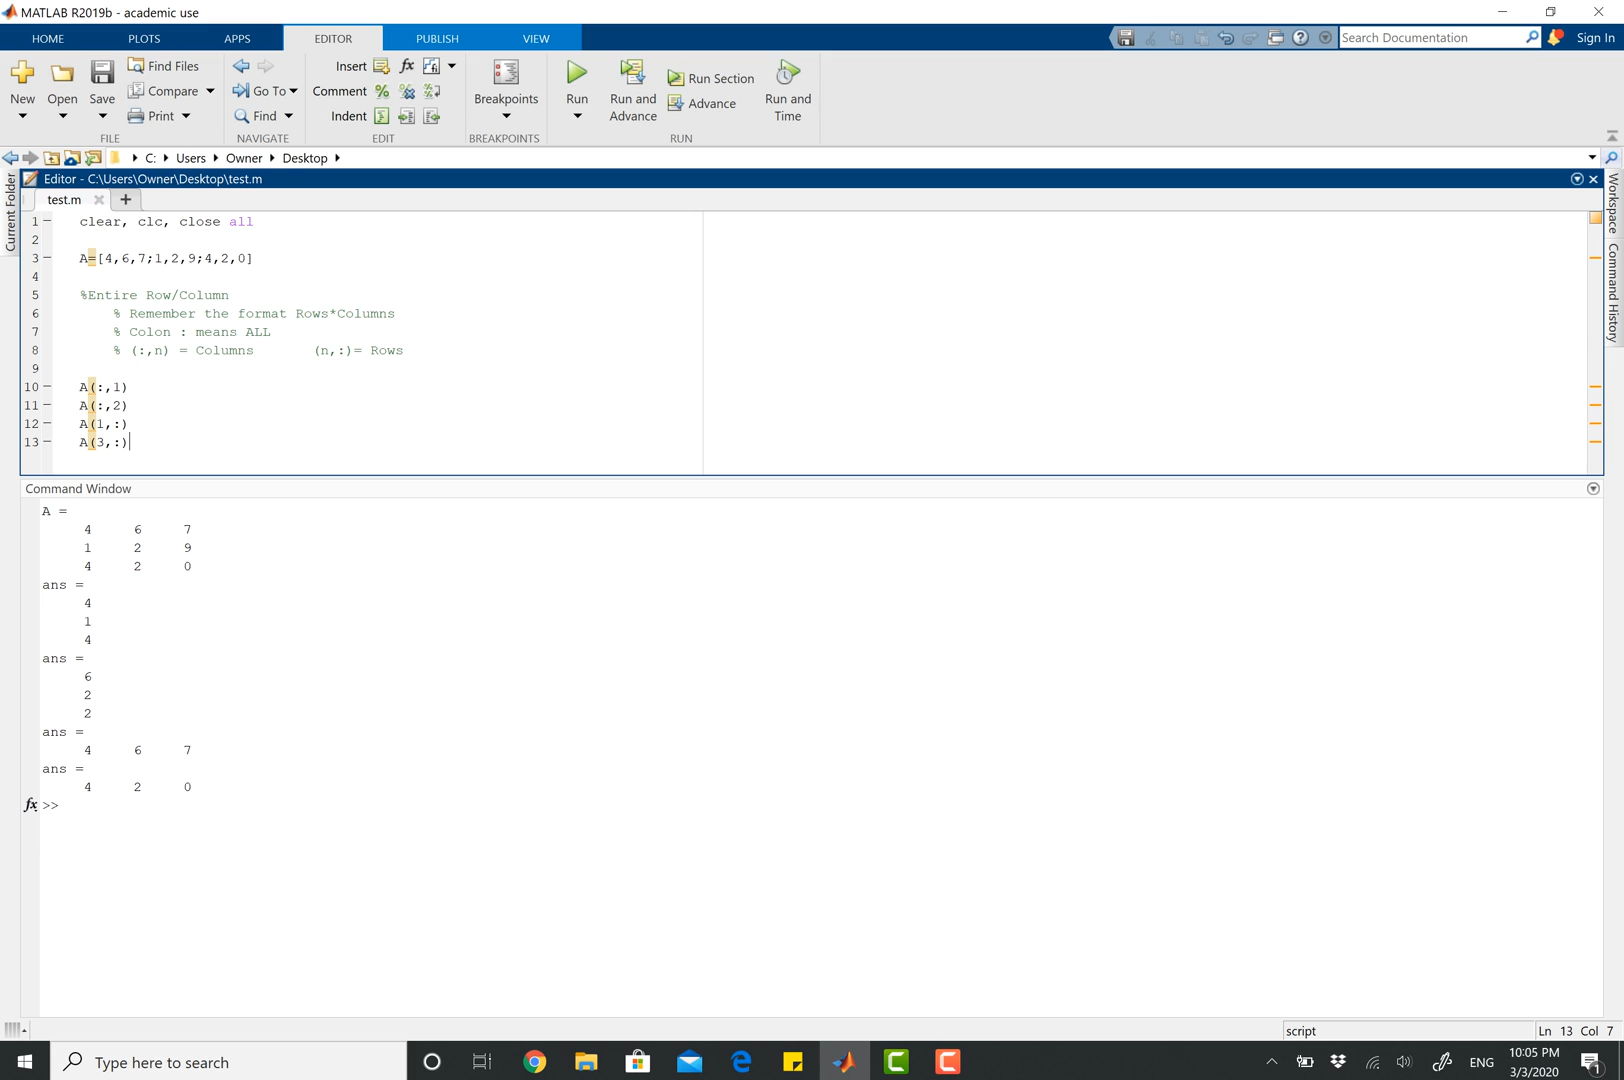 MATLAB R2019b - academic use
HOME PLOTS APPS EDITOR PUBLISH VIEW Search Documentation Sign In
New Open Save Find Files Compare Print
FILE
Go To Find
NAVIGATE
Insert fx
Comment
Indent
EDIT
Breakpoints
BREAKPOINTS
Run Run and Advance Run Section Advance Run and Time
RUN
C: Users Owner Desktop
Current Folder
Workspace
Command History
Editor - C:\Users\Owner\Desktop\test.m
test.m
1 clear, clc, close all
2
3 A=[4,6,7;1,2,9;4,2,0]
4
5 %Entire Row/Column
6 % Remember the format Rows*Columns
7 % Colon : means ALL
8 % (:,n) = Columns (n,:)= Rows
9
10 A(:,1)
11 A(:,2)
12 A(1,:)
13 A(3,:)
Command Window
A =
4 6 7
1 2 9
4 2 0
ans =
4
1
4
ans =
6
2
2
ans =
4 6 7
ans =
4 2 0
fx >>
script Ln 13 Col 7
Type here to search ENG 10:05 PM
3/3/2020
1